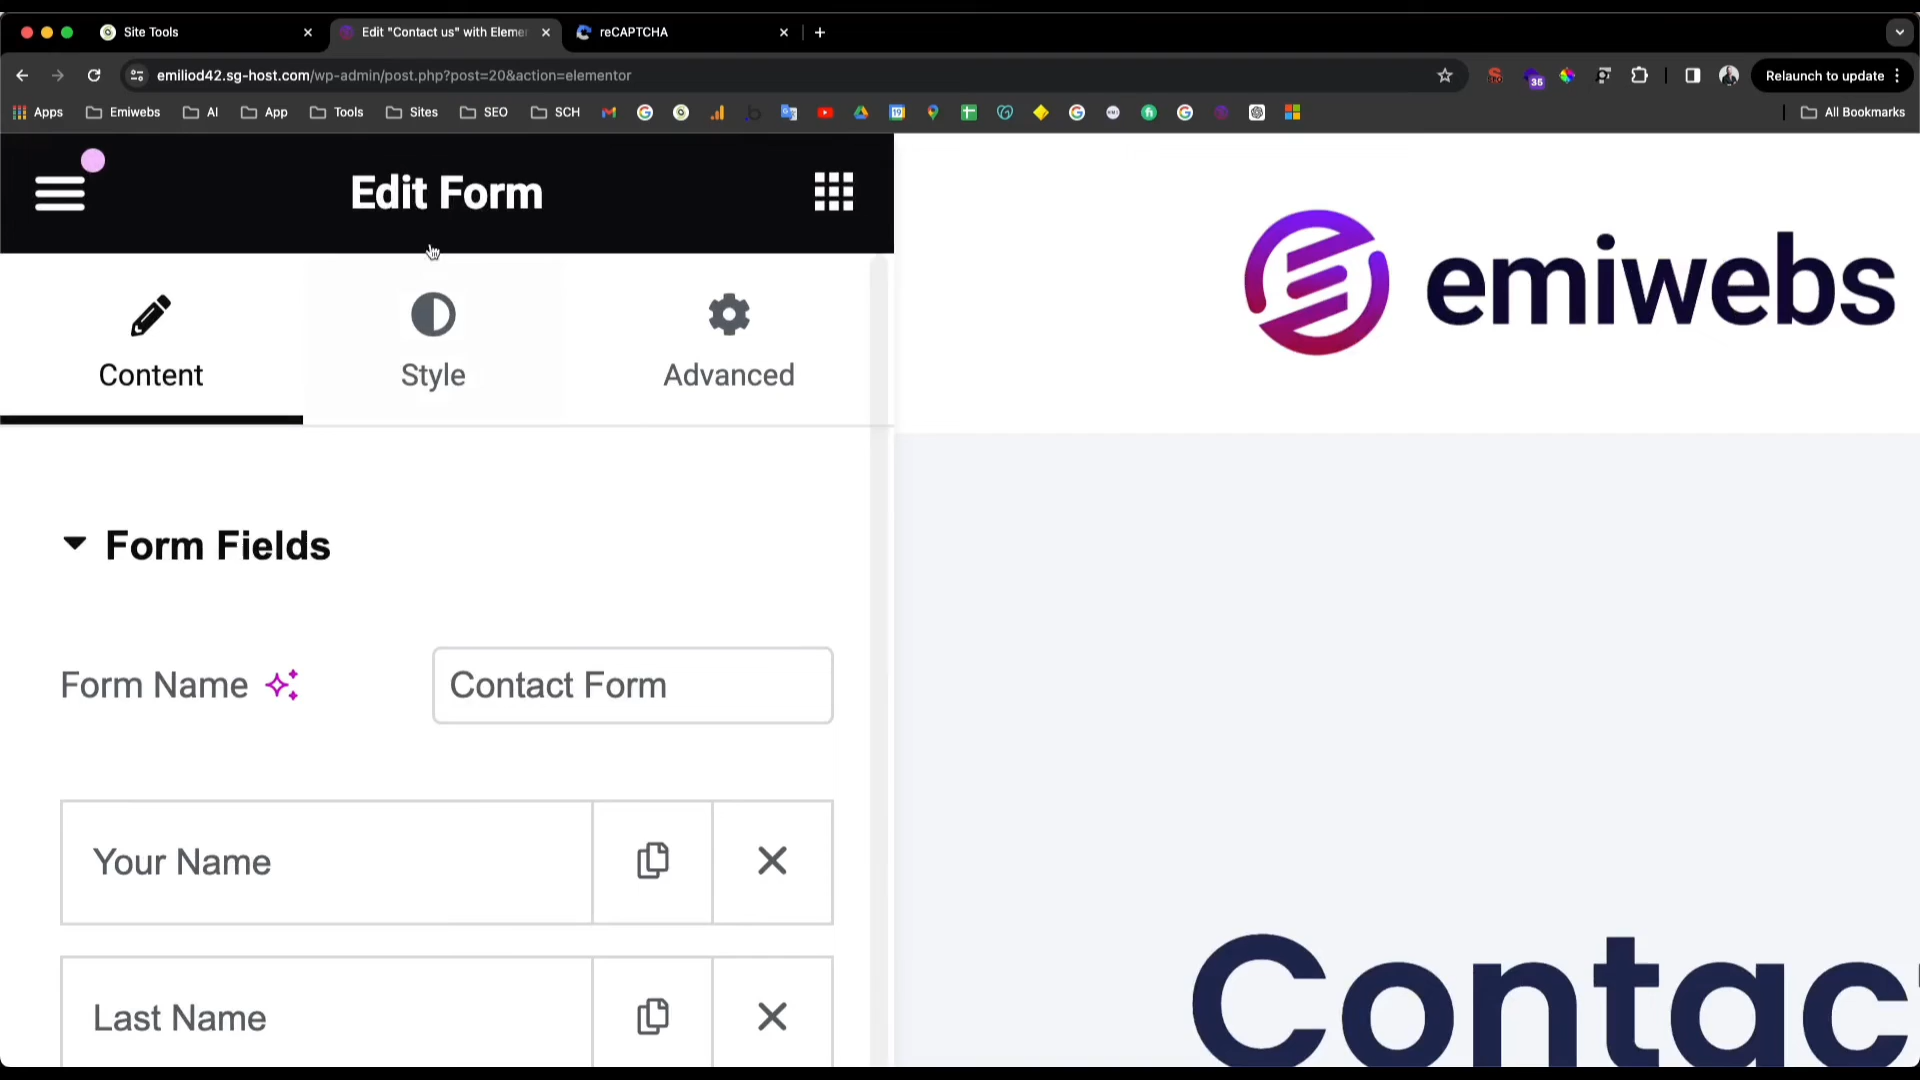 Site Tools
Edit "Contact us" with Eleme
reCAPTCHA
emiliod42.sg-host.com/wp-admin/post.php?post=20&action=elementor
35
Relaunch to update
Apps
Emiwebs
AI
App
Tools
Sites
SEO
SCH
All Bookmarks
Edit Form
emiwebs
Content
Style
Advanced
Form Fields
Form Name
Contact Form
Your Name
Last Name
Contac